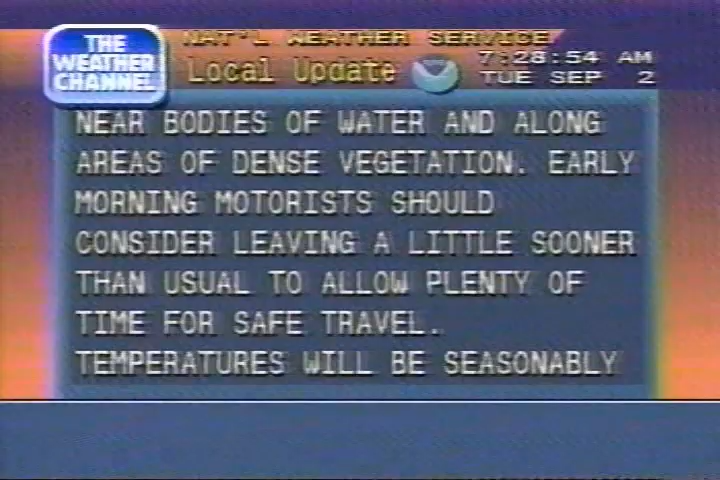 THE
WEATHER
CHANNEL
NAT'L WEATHER SERVICE
Local Update
7:28:54 AM
TUE SEP 2
NEAR BODIES OF WATER AND ALONG
AREAS OF DENSE VEGETATION. EARLY
MORNING MOTORISTS SHOULD
CONSIDER LEAVING A LITTLE SOONER
THAN USUAL TO ALLOW PLENTY OF
TIME FOR SAFE TRAVEL.
TEMPERATURES WILL BE SEASONABLY